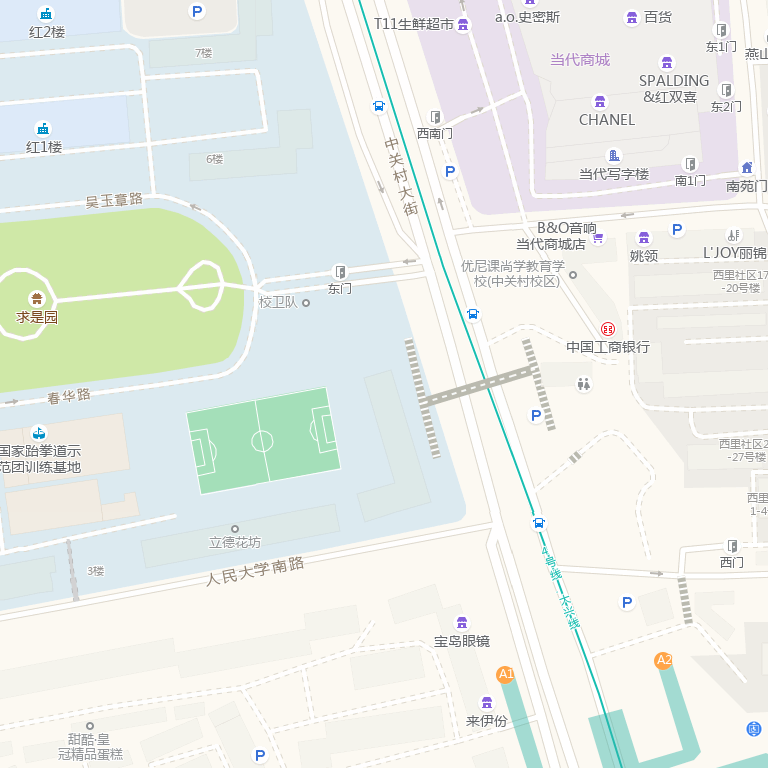 红2楼
P
7楼
T11生鲜超市
a.o.史密斯
百货
东1门
燕山
当代商城
SPALDING
&红双喜
东2门
CHANEL
西南门
红1楼
6楼
中关村大街
P
当代写字楼
南1门
南苑门
吴玉章路
B&O音响
当代商城店
姚领
P
L'JOY丽锦
优尼课尚学教育学
校(中关村校区)
西里社区17
-20号楼
东门
校卫队
求是园
中国工商银行
春华路
P
国家跆拳道示
范团训练基地
西里社区2
-27号楼
西里
1-4
立德花坊
3楼
人民大学南路
4号线
大兴线
西门
P
宝岛眼镜
A1
A2
来伊份
甜酷·皇
冠精品蛋糕
P